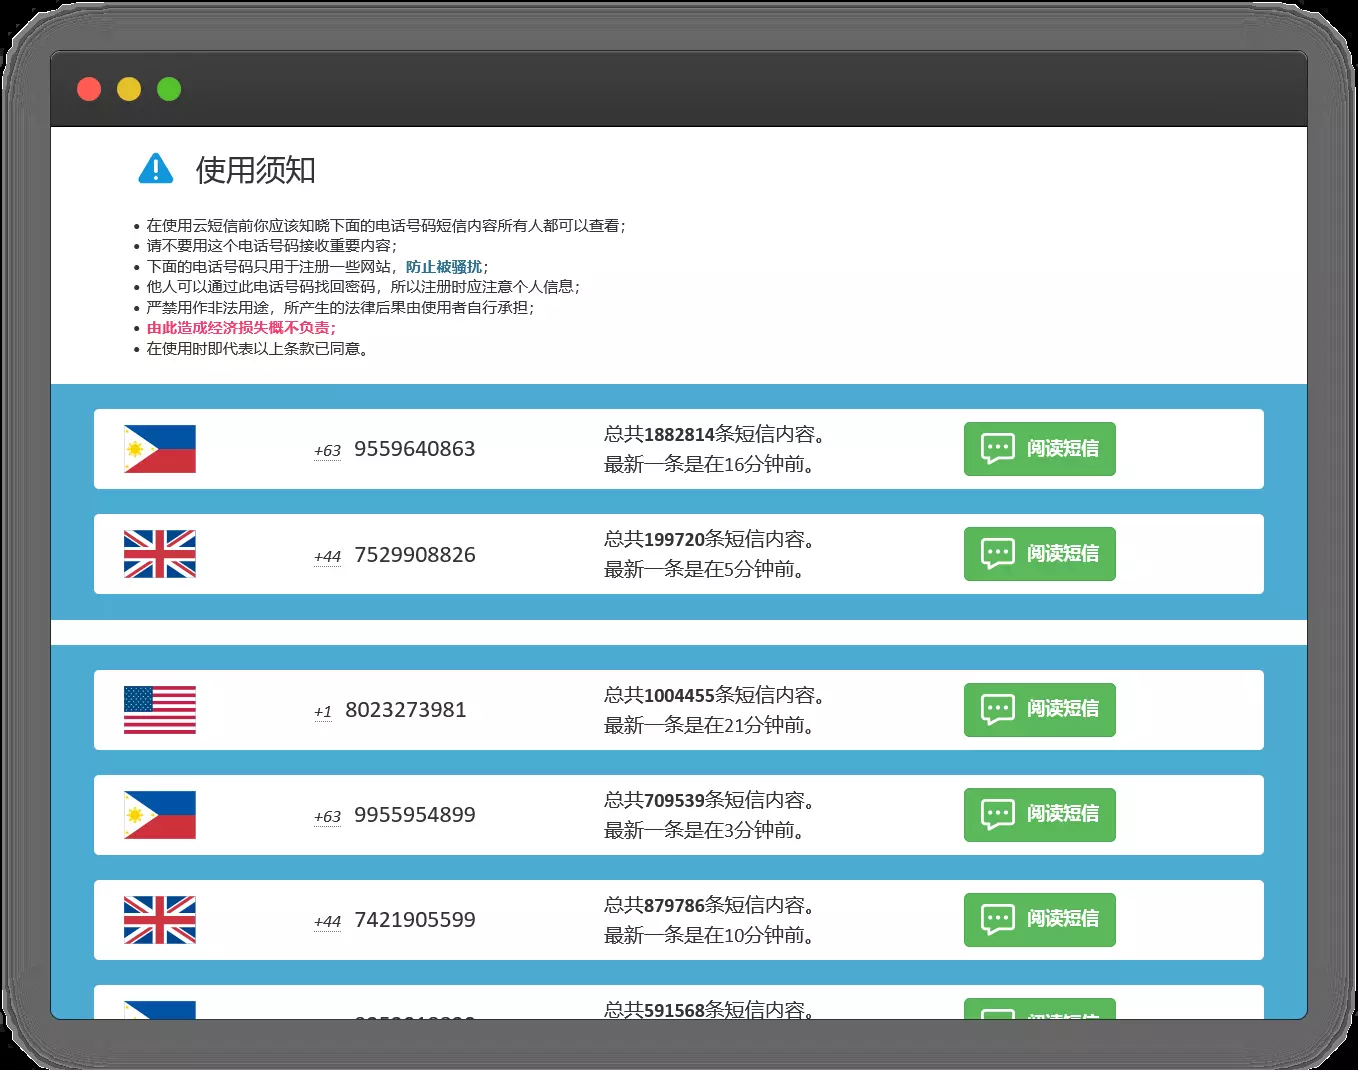 使用须知
在使用云短信前你应该知晓下面的电话号码短信内容所有人都可以查看；
请不要用这个电话号码接收重要内容；
下面的电话号码只用于注册一些网站，防止被骚扰；
他人可以通过此电话号码找回密码，所以注册时应注意个人信息；
严禁用作非法用途，所产生的法律后果由使用者自行承担；
由此造成经济损失概不负责；
在使用时即代表以上条款已同意。
+63 9559640863
总共1882814条短信内容。
最新一条是在16分钟前。
阅读短信
+44 7529908826
总共199720条短信内容。
最新一条是在5分钟前。
阅读短信
+1 8023273981
总共1004455条短信内容。
最新一条是在21分钟前。
阅读短信
+63 9955954899
总共709539条短信内容。
最新一条是在3分钟前。
阅读短信
+44 7421905599
总共879786条短信内容。
最新一条是在10分钟前。
阅读短信
总共591568条短信内容。